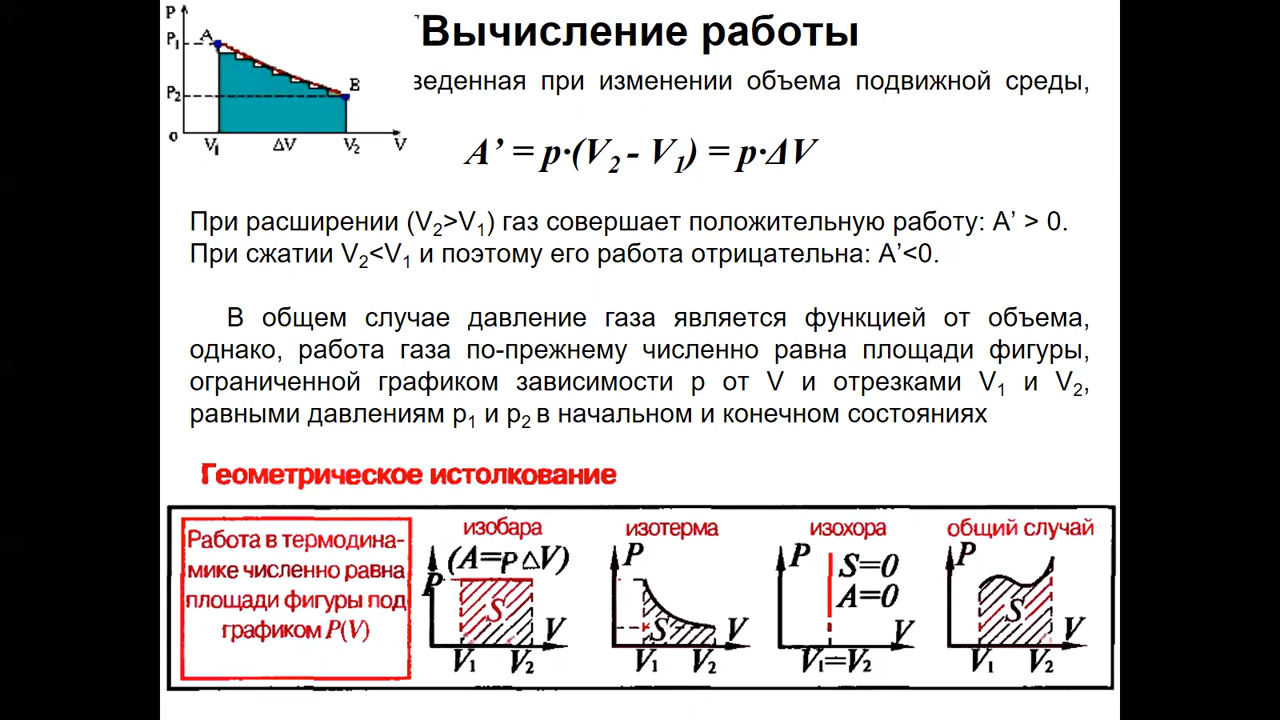 Вычисление работы
P
P1
A
B
P2
0
V1
ΔV
V2
V
при изменении объема подвижной среды,
A’ = p·(V2 - V1) = p·ΔV
При расширении (V2>V1) газ совершает положительную работу: A’ > 0.
При сжатии V2<V1 и поэтому его работа отрицательна: A’<0.
В общем случае давление газа является функцией от объема,
однако, работа газа по-прежнему численно равна площади фигуры,
ограниченной графиком зависимости p от V и отрезками V1 и V2,
равными давлениям p1 и p2 в начальном и конечном состояниях
Геометрическое истолкование
Работа в термодина-
мике численно равна
площади фигуры под
графиком P(V)
изобара
(A=p△V)
P
S
V
V1
V2
изотерма
P
S
V
V1
V2
изохора
P
S=0
A=0
V
V1=V2
общий случай
P
S
V
V1
V2